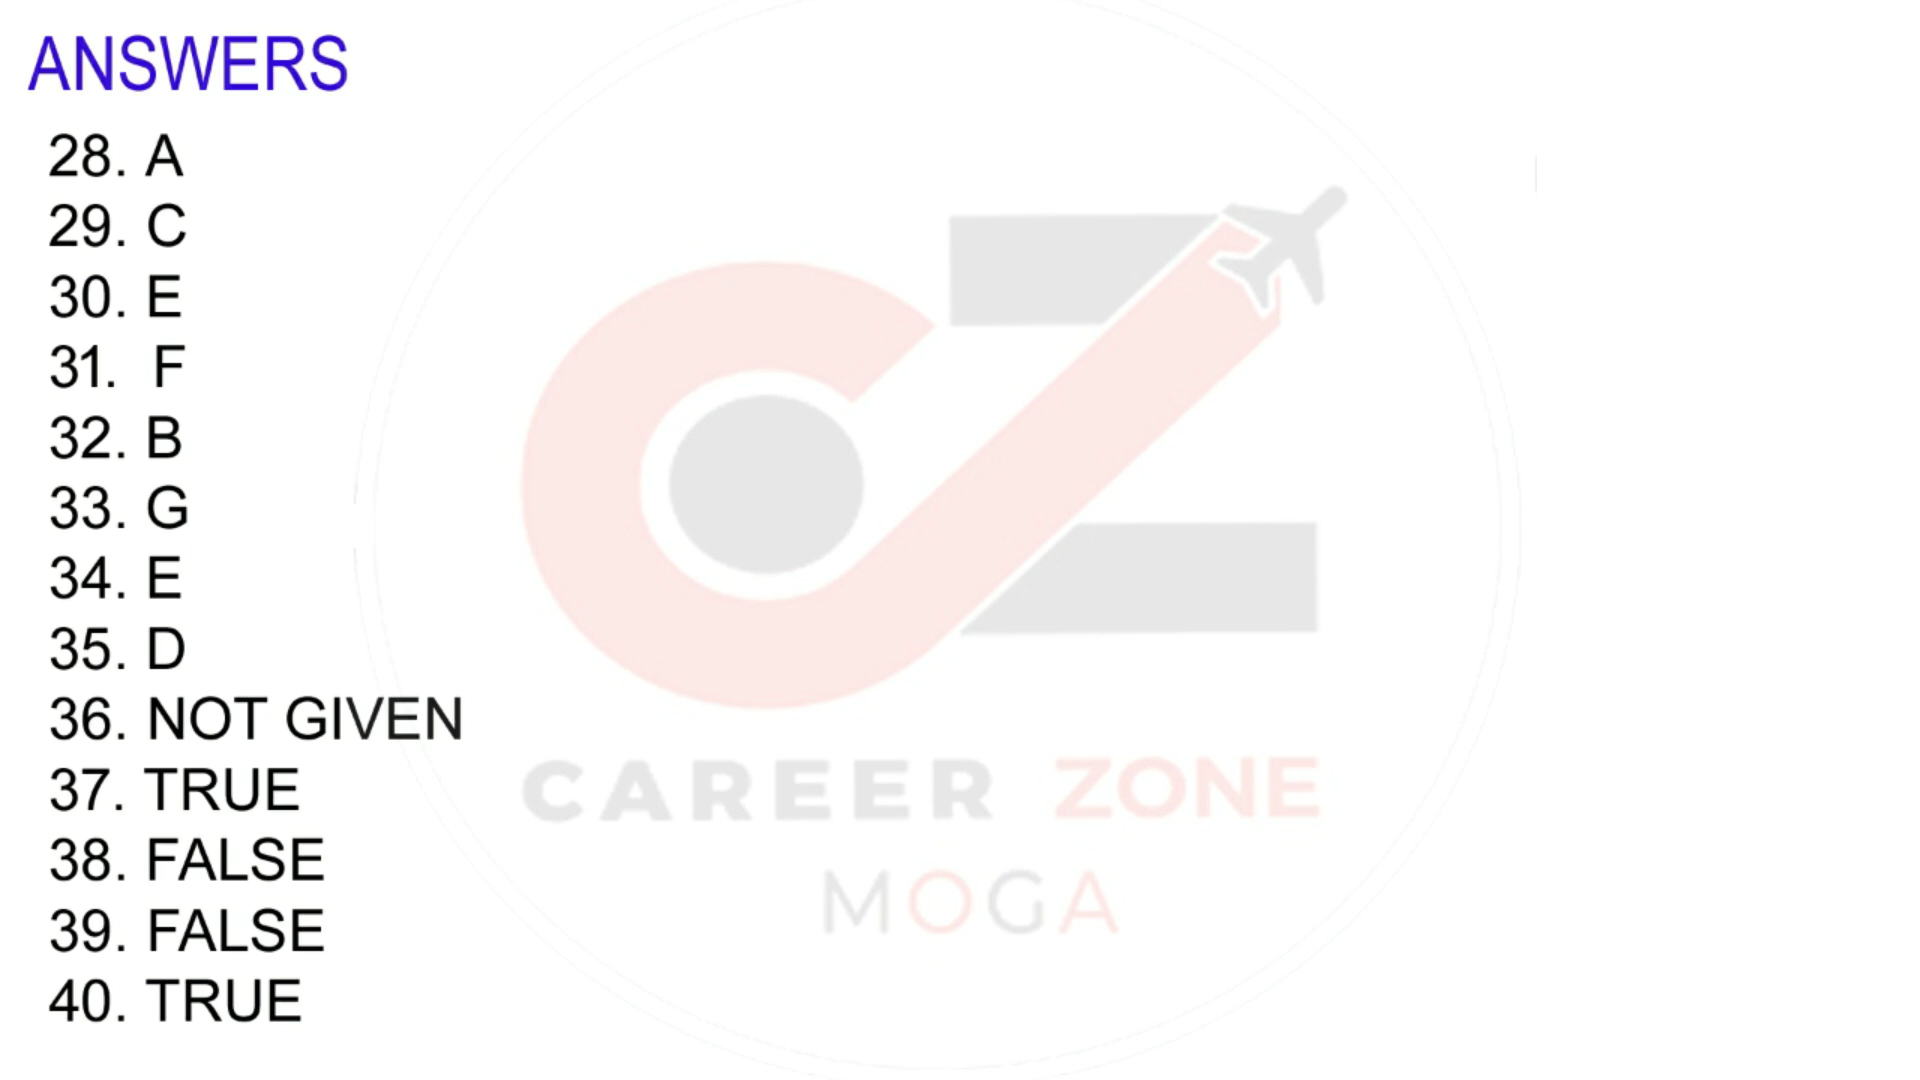 ANSWERS
28. A
29. C
30. E
31. F
32. B
33. G
34. E
35. D
36. NOT GIVEN
37. TRUE
38. FALSE
39. FALSE
40. TRUE
CAREER ZONE
MOGA